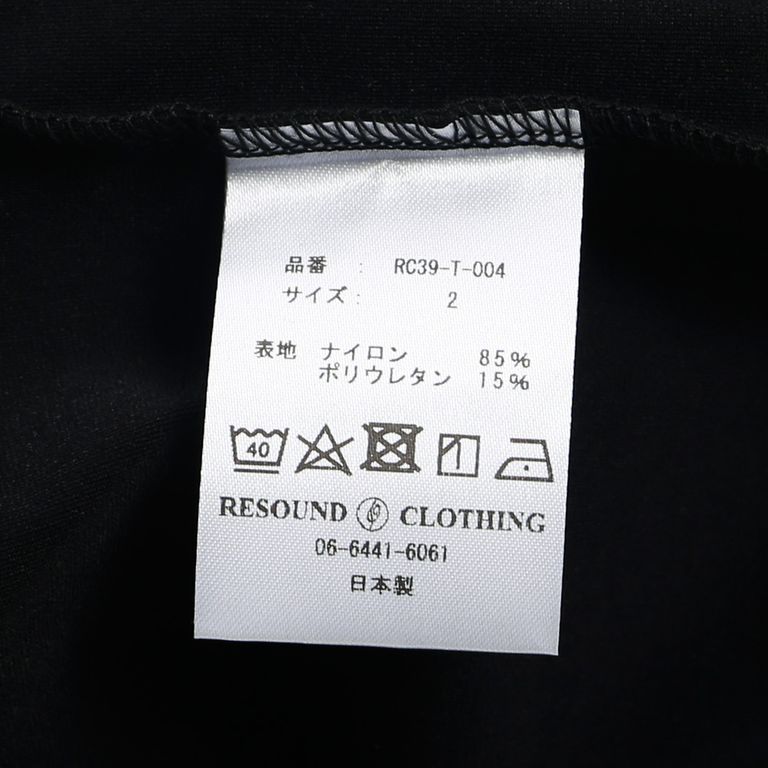 品番 : RC39-T-004
サイズ : 2
表地 ナイロン 85%
ポリウレタン 15%
40
RESOUND CLOTHING
06-6441-6061
日本製